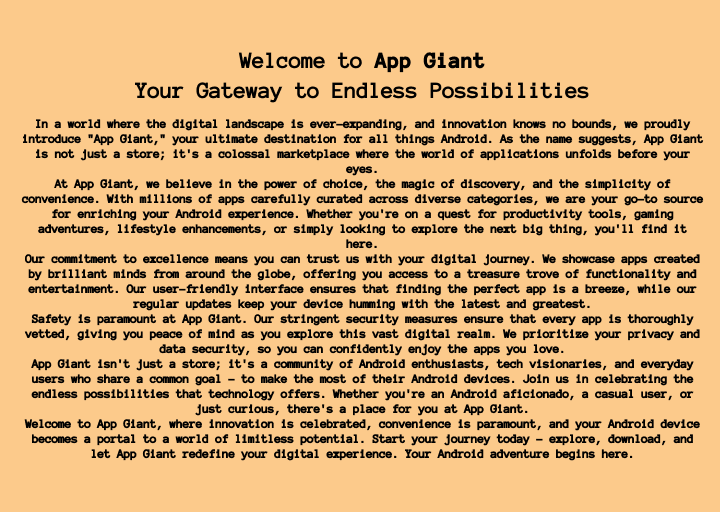 Welcome to App Giant
Your Gateway to Endless Possibilities
In a world where the digital landscape is ever-expanding, and innovation knows no bounds, we proudly
introduce "App Giant," your ultimate destination for all things Android. As the name suggests, App Giant
is not just a store; it's a colossal marketplace where the world of applications unfolds before your
eyes.
At App Giant, we believe in the power of choice, the magic of discovery, and the simplicity of
convenience. With millions of apps carefully curated across diverse categories, we are your go-to source
for enriching your Android experience. Whether you're on a quest for productivity tools, gaming
adventures, lifestyle enhancements, or simply looking to explore the next big thing, you'll find it
here.
Our commitment to excellence means you can trust us with your digital journey. We showcase apps created
by brilliant minds from around the globe, offering you access to a treasure trove of functionality and
entertainment. Our user-friendly interface ensures that finding the perfect app is a breeze, while our
regular updates keep your device humming with the latest and greatest.
Safety is paramount at App Giant. Our stringent security measures ensure that every app is thoroughly
vetted, giving you peace of mind as you explore this vast digital realm. We prioritize your privacy and
data security, so you can confidently enjoy the apps you love.
App Giant isn't just a store; it's a community of Android enthusiasts, tech visionaries, and everyday
users who share a common goal - to make the most of their Android devices. Join us in celebrating the
endless possibilities that technology offers. Whether you're an Android aficionado, a casual user, or
just curious, there's a place for you at App Giant.
Welcome to App Giant, where innovation is celebrated, convenience is paramount, and your Android device
becomes a portal to a world of limitless potential. Start your journey today - explore, download, and
let App Giant redefine your digital experience. Your Android adventure begins here.